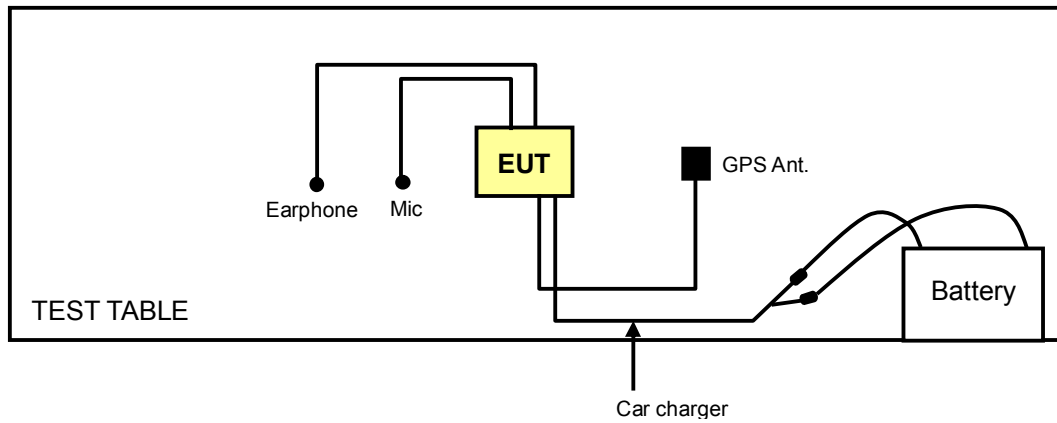 EUT
GPS Ant.
Earphone
Mic
Battery
TEST TABLE
Car charger